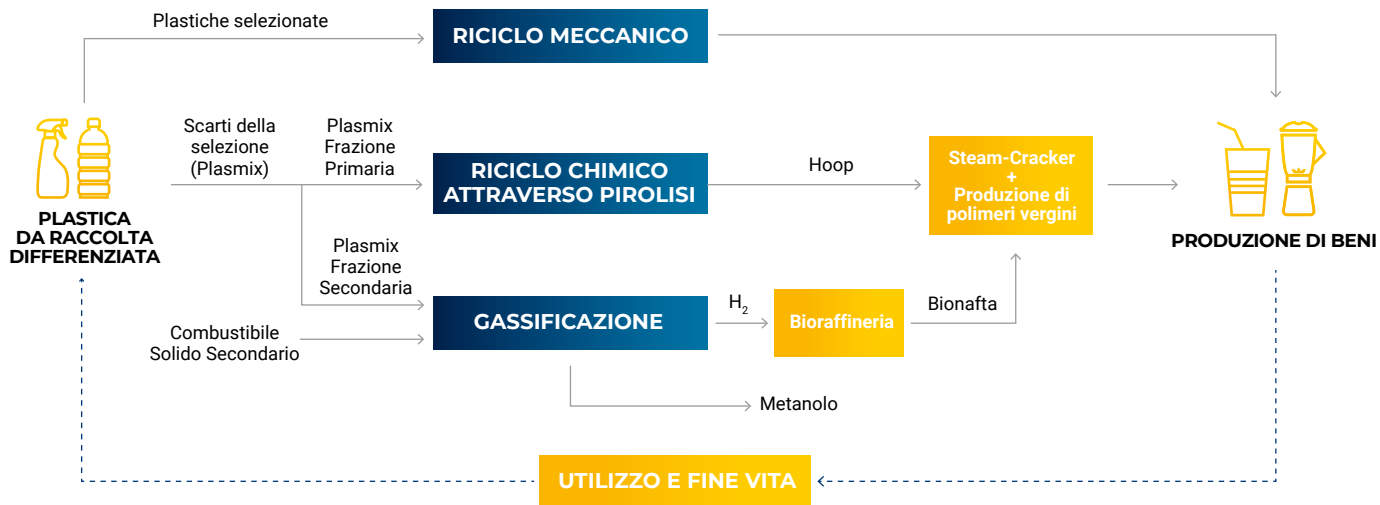 Plastiche selezionate
RICICLO MECCANICO
Scarti della
selezione
(Plasmix)
Plasmix
Frazione
Primaria
RICICLO CHIMICO
ATTRAVERSO PIROLISI
Hoop
Steam-Cracker
+
Produzione di
polimeri vergini
PLASTICA
DA RACCOLTA
DIFFERENZIATA
PRODUZIONE DI BENI
Plasmix
Frazione
Secondaria
Combustibile
Solido Secondario
GASSIFICAZIONE
H₂
Bioraffineria
Bionafta
Metanolo
UTILIZZO E FINE VITA